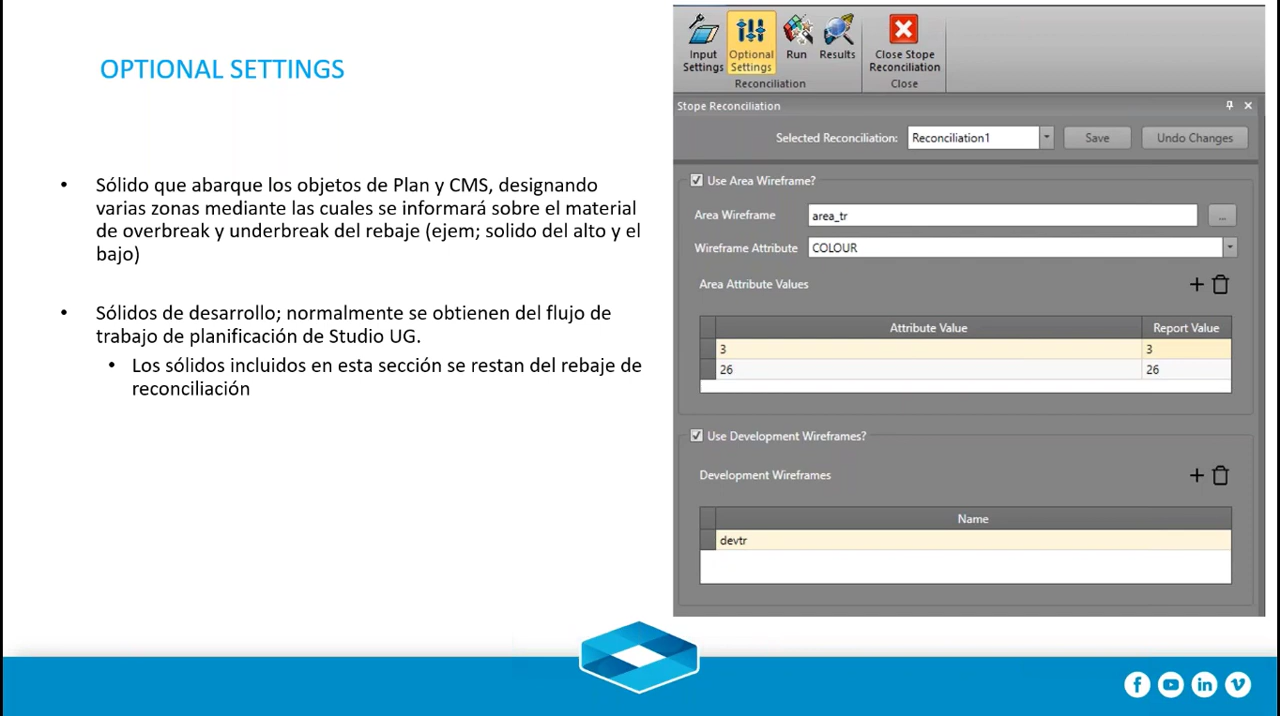 OPTIONAL SETTINGS
• Sólido que abarque los objetos de Plan y CMS, designando
varias zonas mediante las cuales se informará sobre el material
de overbreak y underbreak del rebaje (ejem; solido del alto y el
bajo)
• Sólidos de desarrollo; normalmente se obtienen del flujo de
trabajo de planificación de Studio UG.
• Los sólidos incluidos en esta sección se restan del rebaje de
reconciliación
Input Settings
Optional Settings
Run
Results
Close Stope Reconciliation
Reconciliation
Close
Stope Reconciliation
Selected Reconciliation: Reconciliation1 Save Undo Changes
Use Area Wireframe?
Area Wireframe area_tr ...
Wireframe Attribute COLOUR
Area Attribute Values
Attribute Value Report Value
3 3
26 26
Use Development Wireframes?
Development Wireframes
Name
devtr